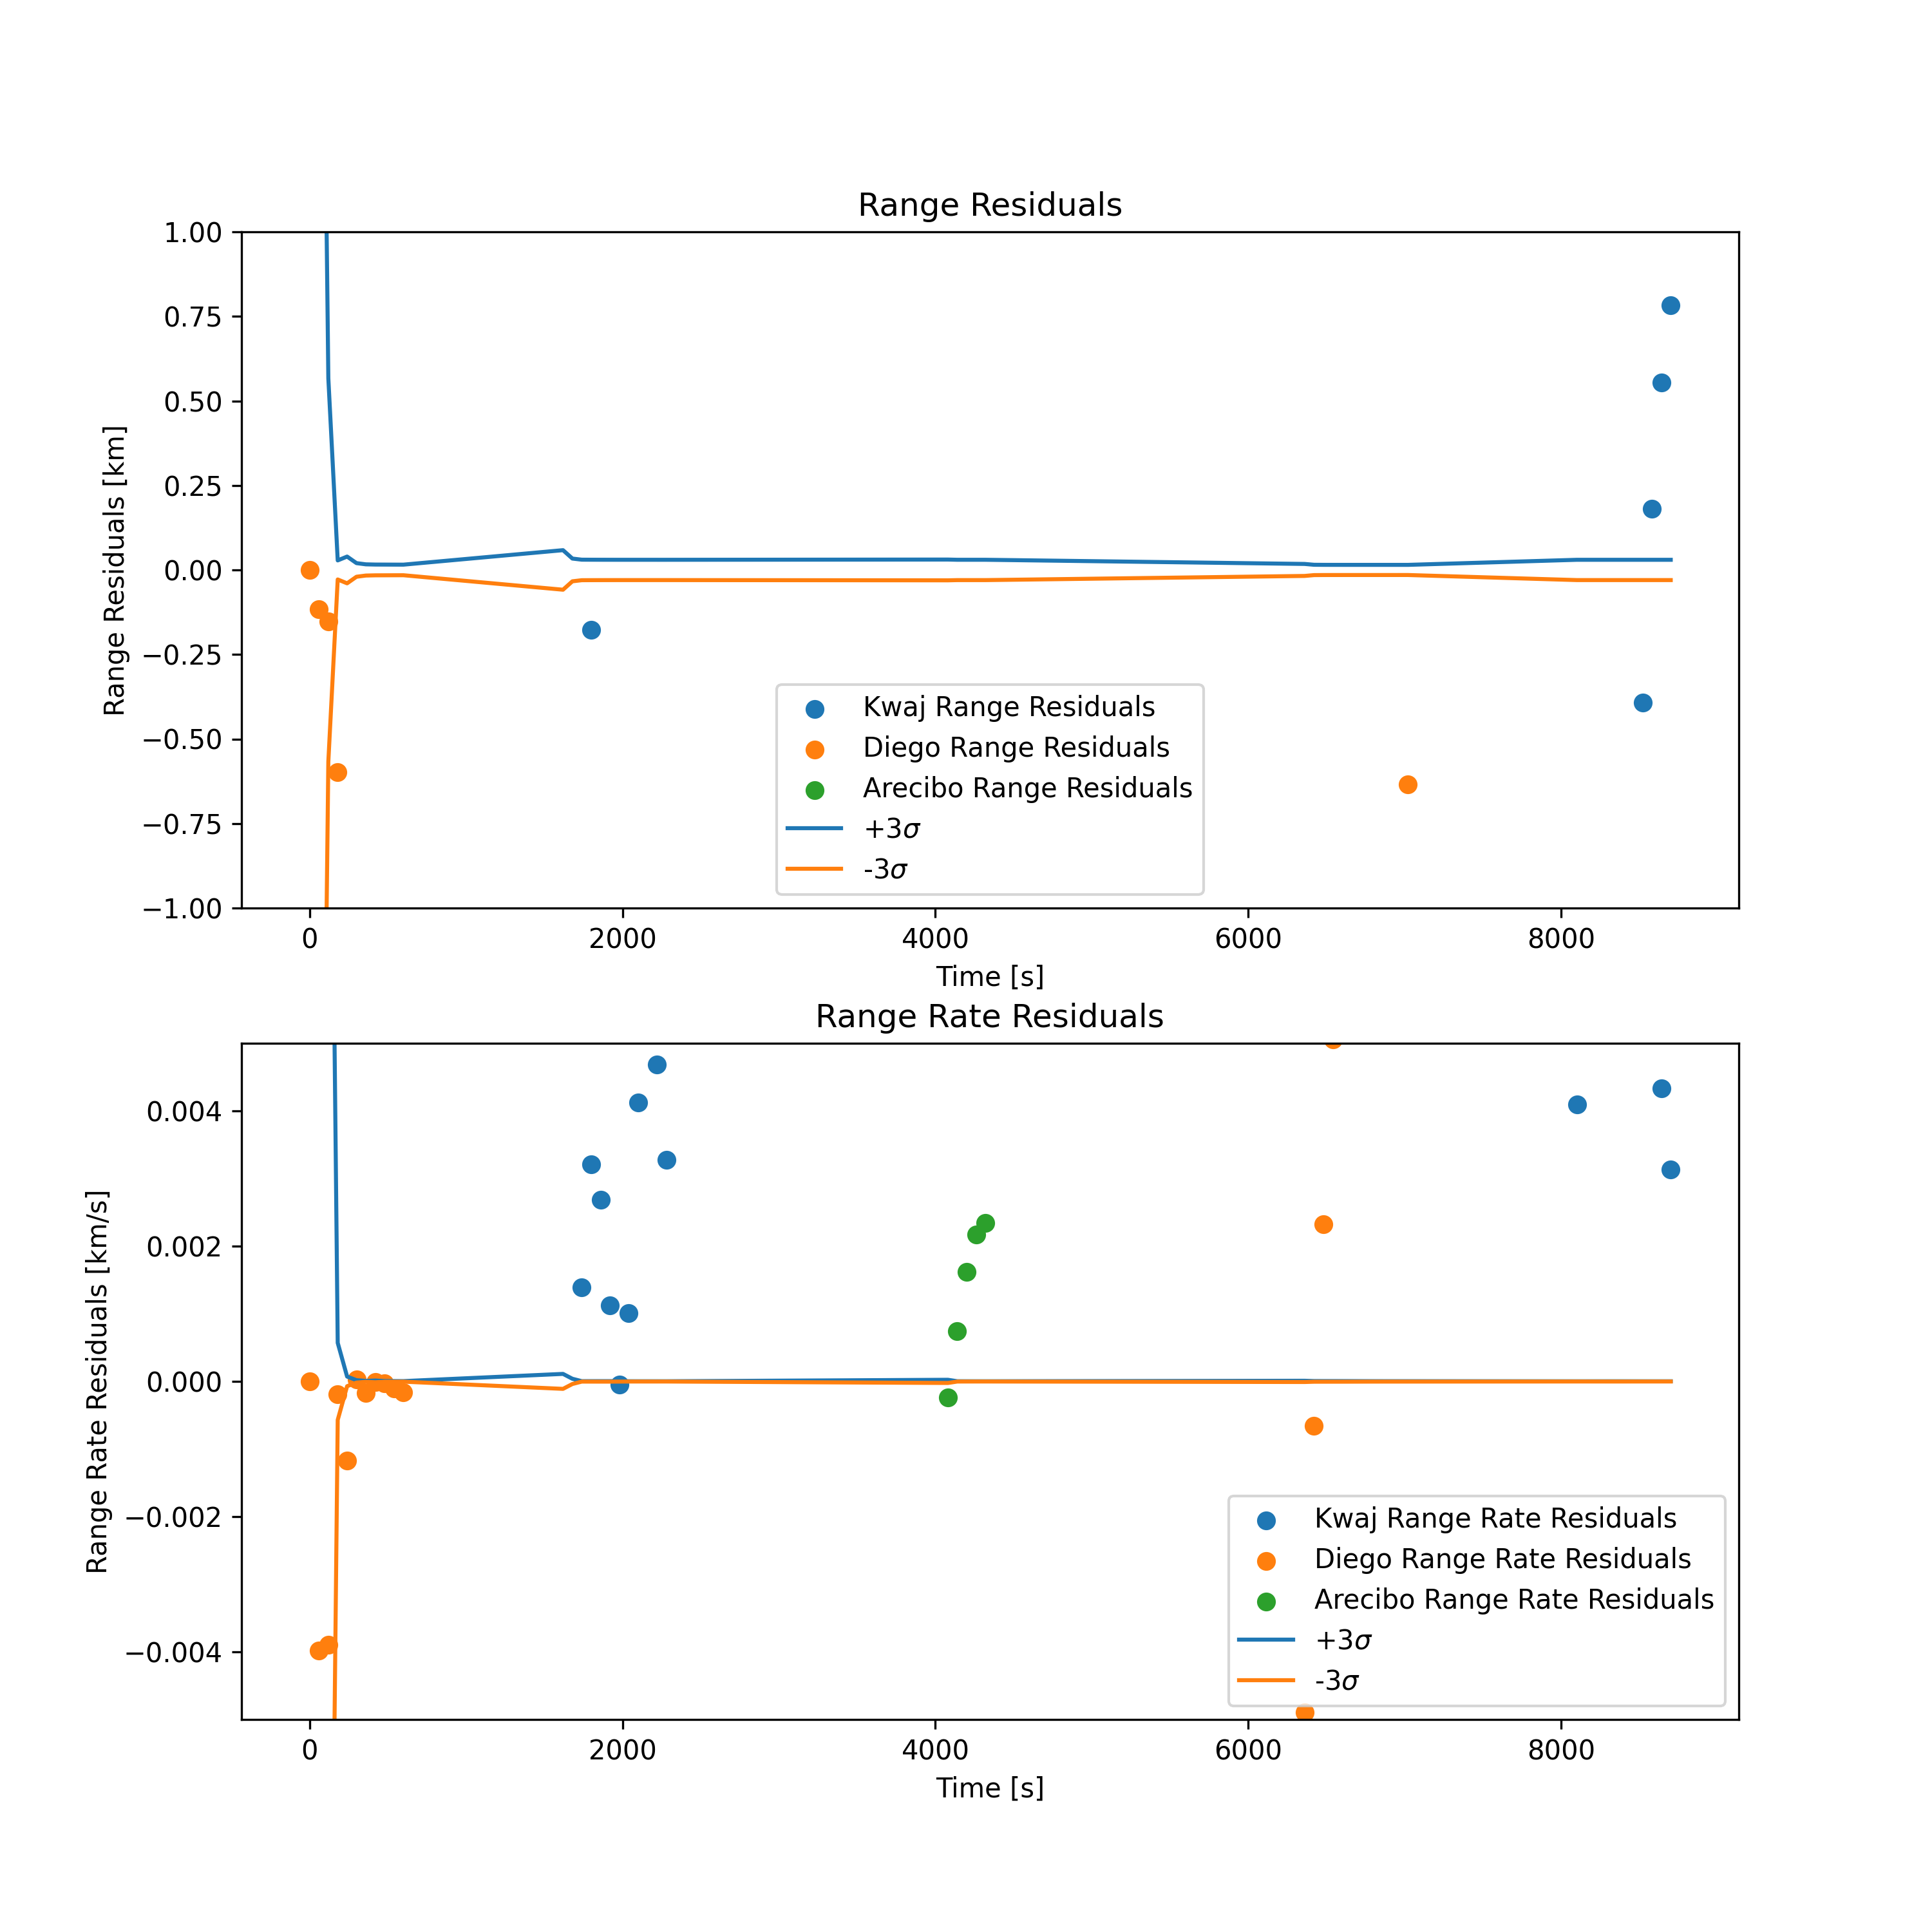 Range Residuals
1.00
0.75
0.50
0.25
0.00
−0.25
−0.50
−0.75
−1.00
Range Residuals [km]
Kwaj Range Residuals
Diego Range Residuals
Arecibo Range Residuals
+3σ
-3σ
0 2000 4000 6000 8000
Time [s]
Range Rate Residuals
0.004
0.002
0.000
−0.002
−0.004
Range Rate Residuals [km/s]
Kwaj Range Rate Residuals
Diego Range Rate Residuals
Arecibo Range Rate Residuals
+3σ
-3σ
0 2000 4000 6000 8000
Time [s]